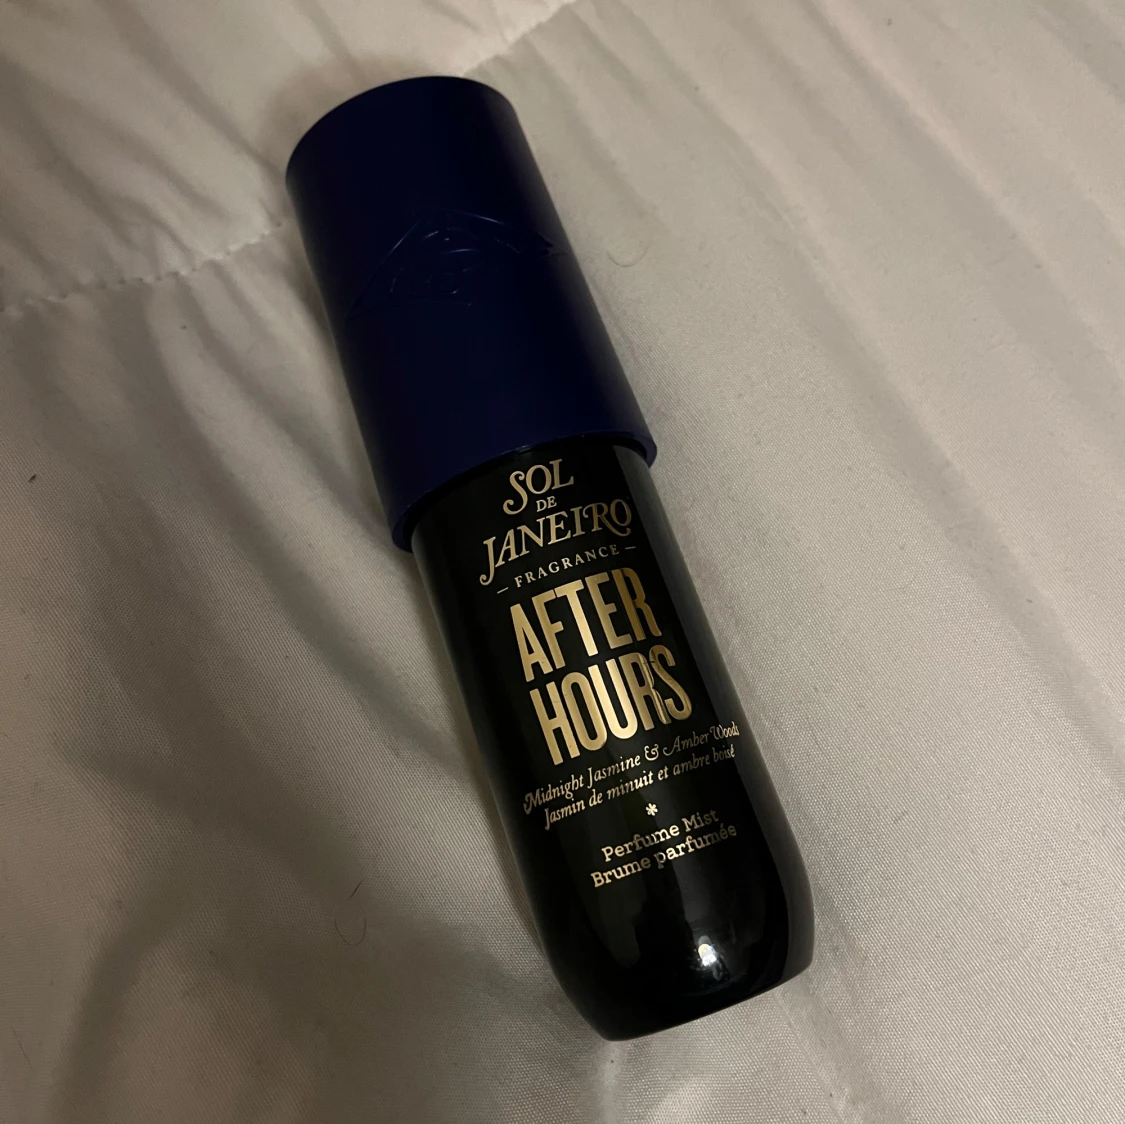 SOL
DE
JANEIRO
— FRAGRANCE —
AFTER
HOURS
Midnight Jasmine & Amber Woods
Jasmin de minuit et ambre boisé
*
Perfume Mist
Brume parfumée